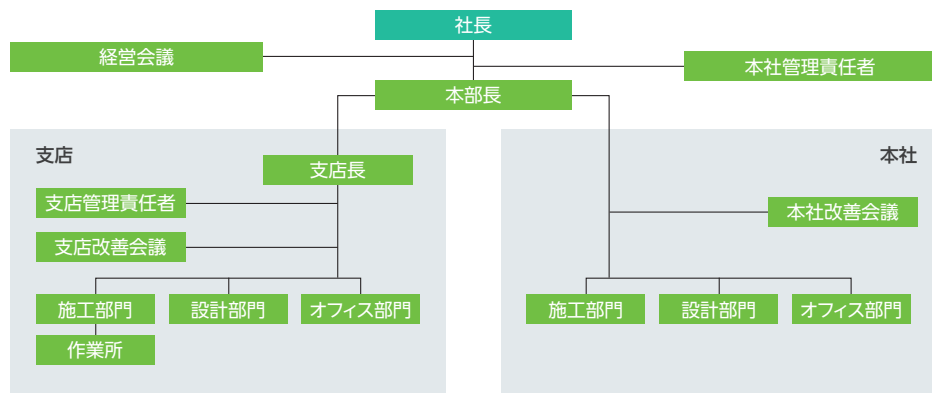 社長
経営会議
本社管理責任者
本部長
支店
支店長
支店管理責任者
支店改善会議
施工部門
設計部門
オフィス部門
作業所
本社
本社改善会議
施工部門
設計部門
オフィス部門